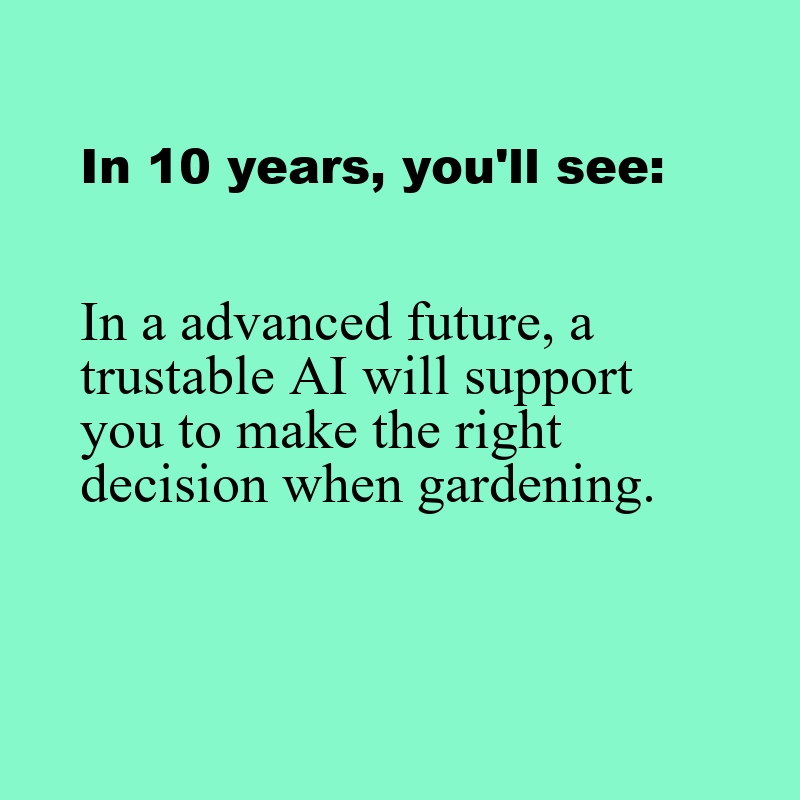 In 10 years, you'll see:
In a advanced future, a
trustable AI will support
you to make the right
decision when gardening.